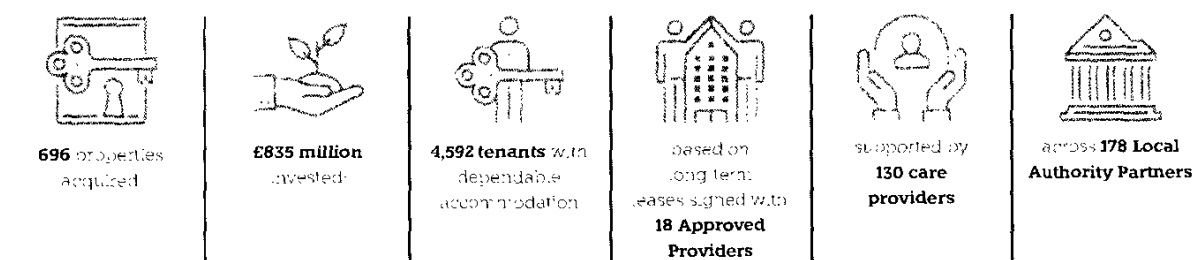 696 properties
acquired
£835 million
invested
4,592 tenants with
dependable
accommodation
based on
long term
leases signed with
18 Approved
Providers
supported by
130 care
providers
across 178 Local
Authority Partners